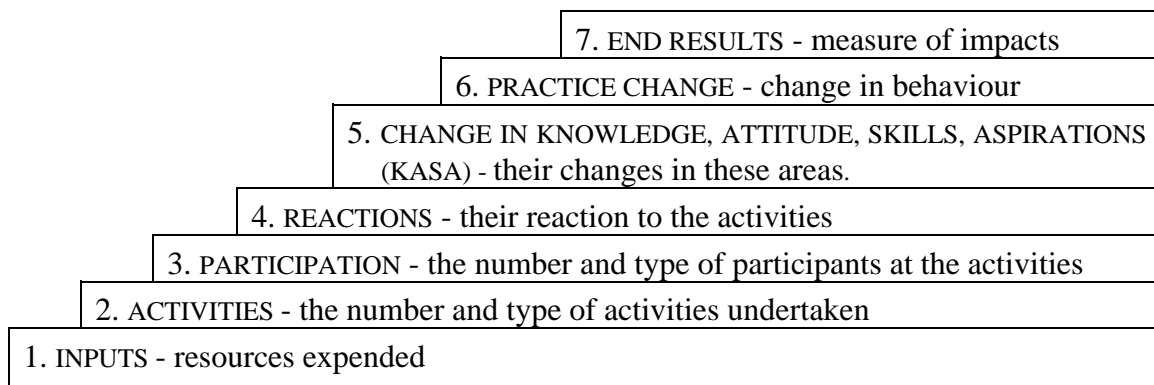 7. END RESULTS - measure of impacts
6. PRACTICE CHANGE - change in behaviour
5. CHANGE IN KNOWLEDGE, ATTITUDE, SKILLS, ASPIRATIONS
(KASA) - their changes in these areas.
4. REACTIONS - their reaction to the activities
3. PARTICIPATION - the number and type of participants at the activities
2. ACTIVITIES - the number and type of activities undertaken
1. INPUTS - resources expended